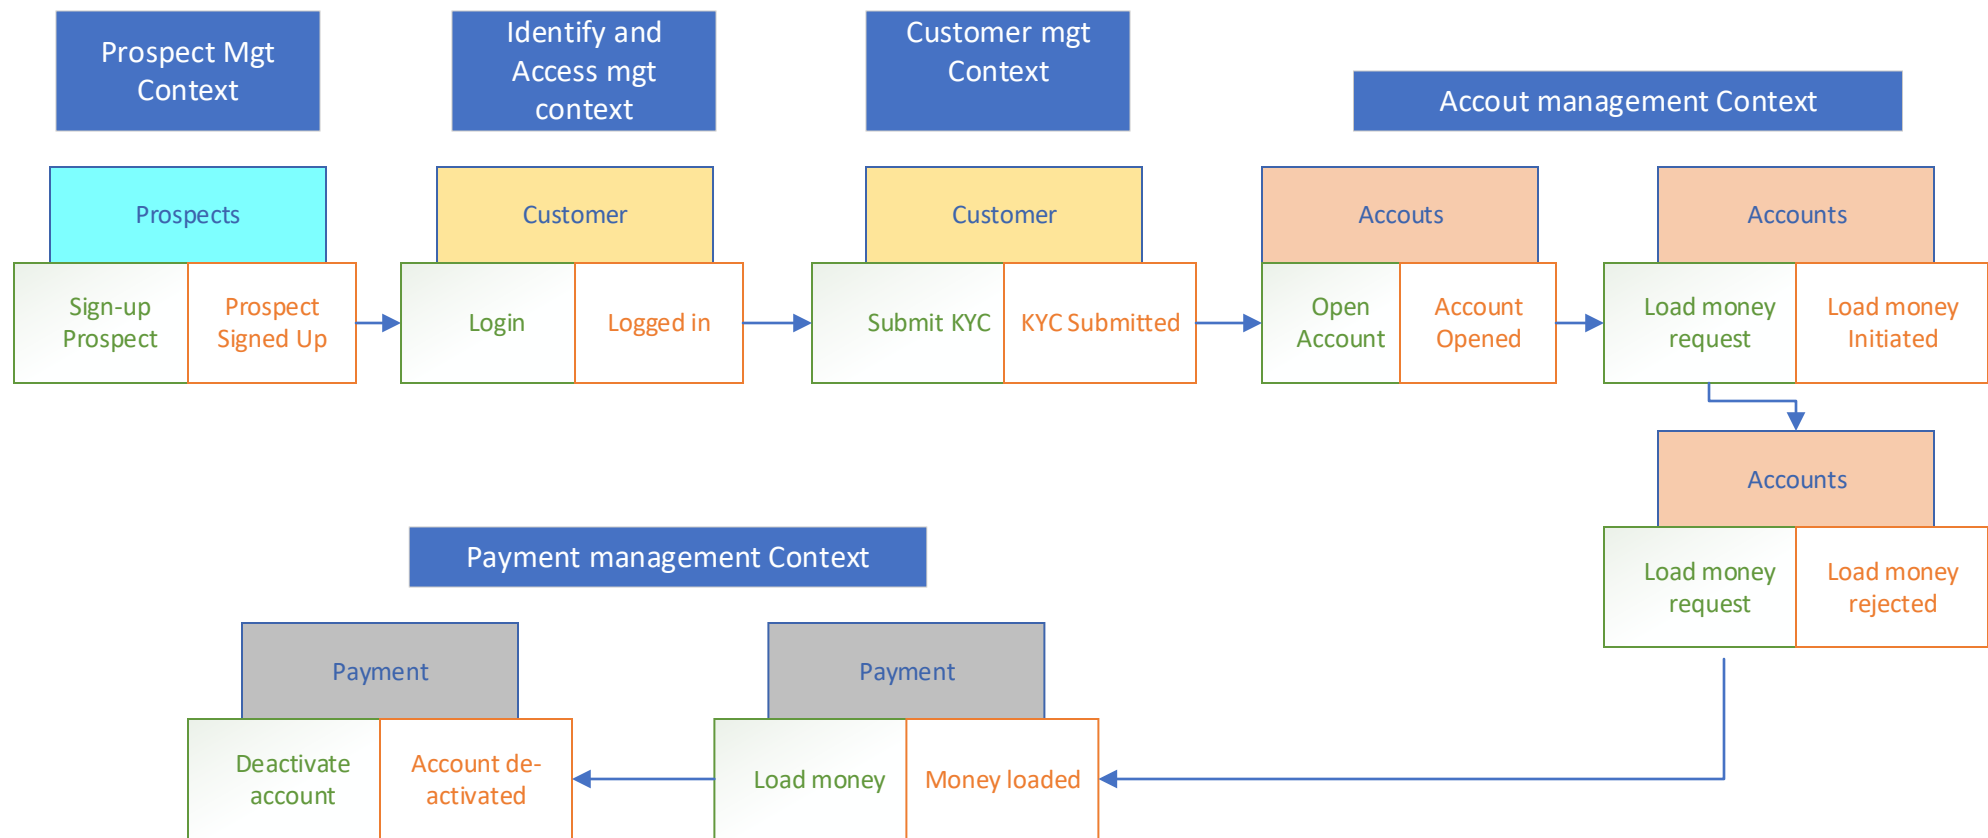 Prospect Mgt
Context
Identify and
Access mgt
context
Customer mgt
Context
Accout management Context
Prospects
Customer
Customer
Accouts
Accounts
Sign-up
Prospect
Prospect
Signed Up
Login
Logged in
Submit KYC
KYC Submitted
Open
Account
Account
Opened
Load money
request
Load money
Initiated
Accounts
Load money
request
Load money
rejected
Payment management Context
Payment
Payment
Deactivate
account
Account de-
activated
Load money
Money loaded